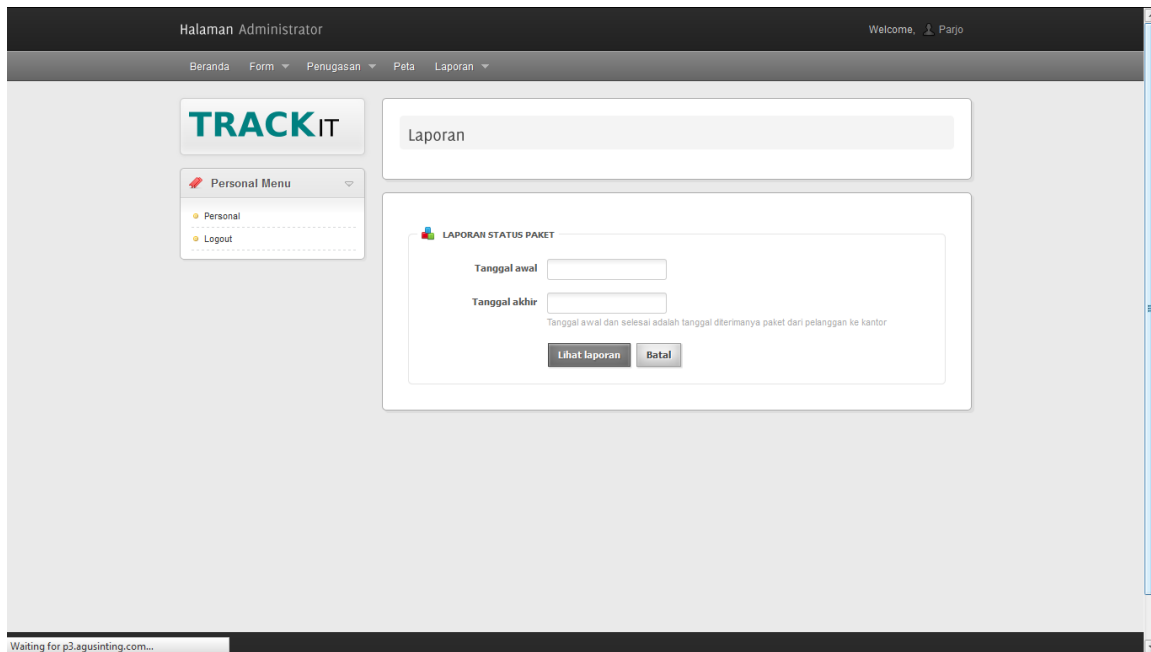 Halaman Administrator
Welcome, Parjo
Beranda Form Penugasan Peta Laporan
TRACKIT
Personal Menu
Personal
Logout
Laporan
LAPORAN STATUS PAKET
Tanggal awal
Tanggal akhir
Tanggal awal dan selesai adalah tanggal diterimanya paket dari pelanggan ke kantor
Lihat laporan Batal
Waiting for p3.agusinting.com...